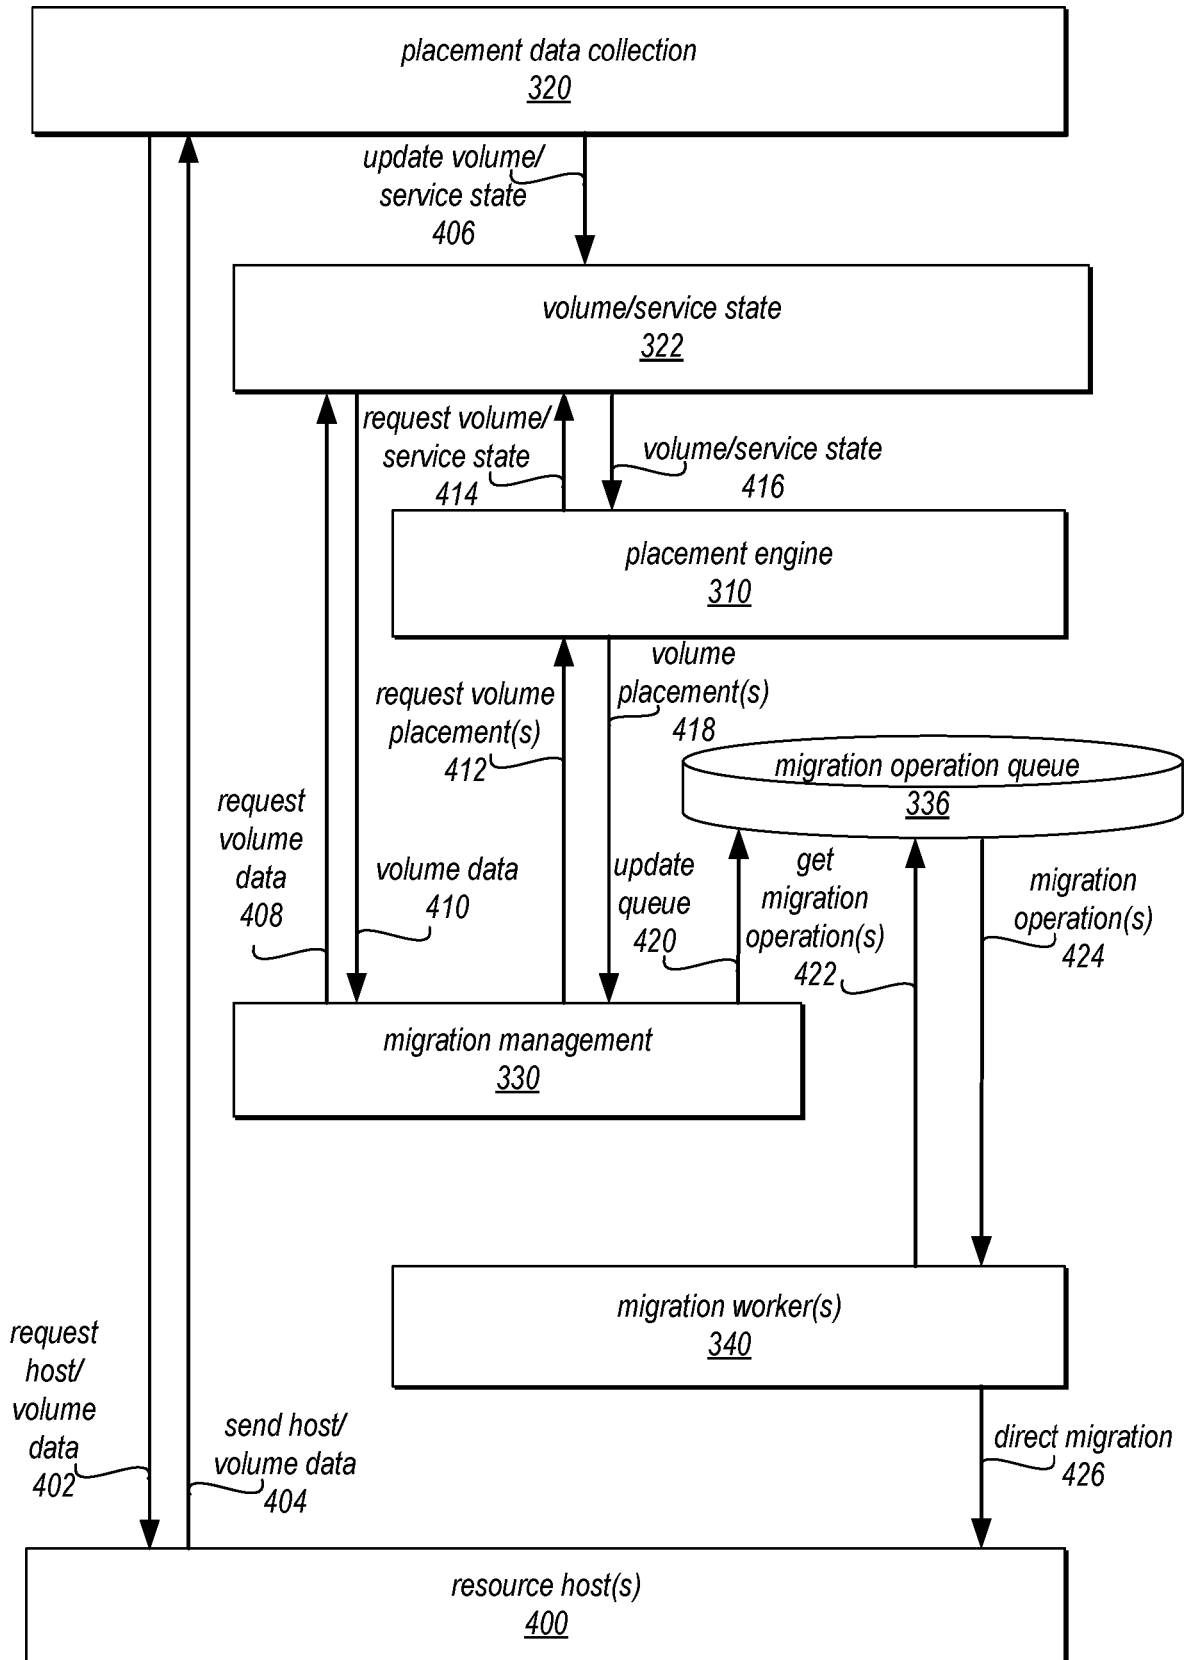 placement data collection
320
update volume/
service state
406
volume/service state
322
request volume/
service state
414
volume/service state
416
placement engine
310
request volume
placement(s)
412
volume
placement(s)
418
migration operation queue
336
request
volume
data
408
volume data
410
update
queue
420
get
migration
operation(s)
422
migration
operation(s)
424
migration management
330
migration worker(s)
340
request
host/
volume
data
402
send host/
volume data
404
direct migration
426
resource host(s)
400